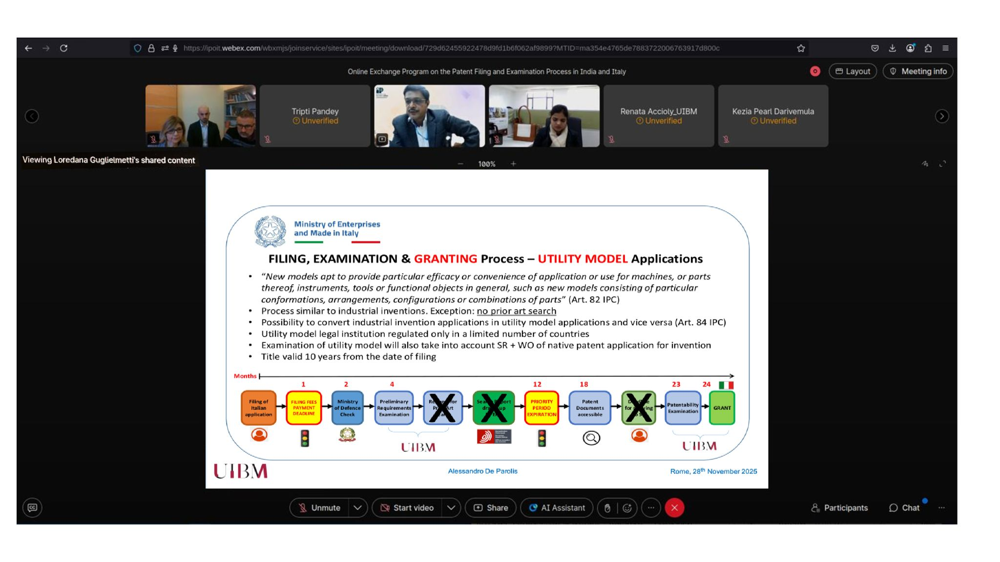 https://ipoit.webex.com/wbxmjs/joinservice/sites/ipoit/meeting/download/729d62455922478d9fd1b6f062af9899?MTID=ma354e4765de7883722006763917d800c
Online Exchange Program on the Patent Filing and Examination Process in India and Italy
Layout
Meeting info
Tripti Pandey
Unverified
Renata Accioly_UIBM
Unverified
Kezia Pearl Darivemula
Unverified
Viewing Loredana Guglielmetti's shared content
100%
Ministry of Enterprises
and Made in Italy
FILING, EXAMINATION & GRANTING Process – UTILITY MODEL Applications
• “New models apt to provide particular efficacy or convenience of application or use for machines, or parts
thereof, instruments, tools or functional objects in general, such as new models consisting of particular
conformations, arrangements, configurations or combinations of parts” (Art. 82 IPC)
• Process similar to industrial inventions. Exception: no prior art search
• Possibility to convert industrial invention applications in utility model applications and vice versa (Art. 84 IPC)
• Utility model legal institution regulated only in a limited number of countries
• Examination of utility model will also take into account SR + WO of native patent application for invention
• Title valid 10 years from the date of filing
Months
1
2
4
12
18
23
24
Filing of
Italian
application
FILING FEES
PAYMENT
DEADLINE
Ministry
of Defence
Check
Preliminary
Requirements
Examination
PRIORITY
PERIOD
EXPIRATION
Patent
Documents
accessible
Patentability
Examination
GRANT
UIBM
UIBM
UIBM
Alessandro De Parolis
Rome, 28th November 2025
Unmute
Start video
Share
AI Assistant
Participants
Chat